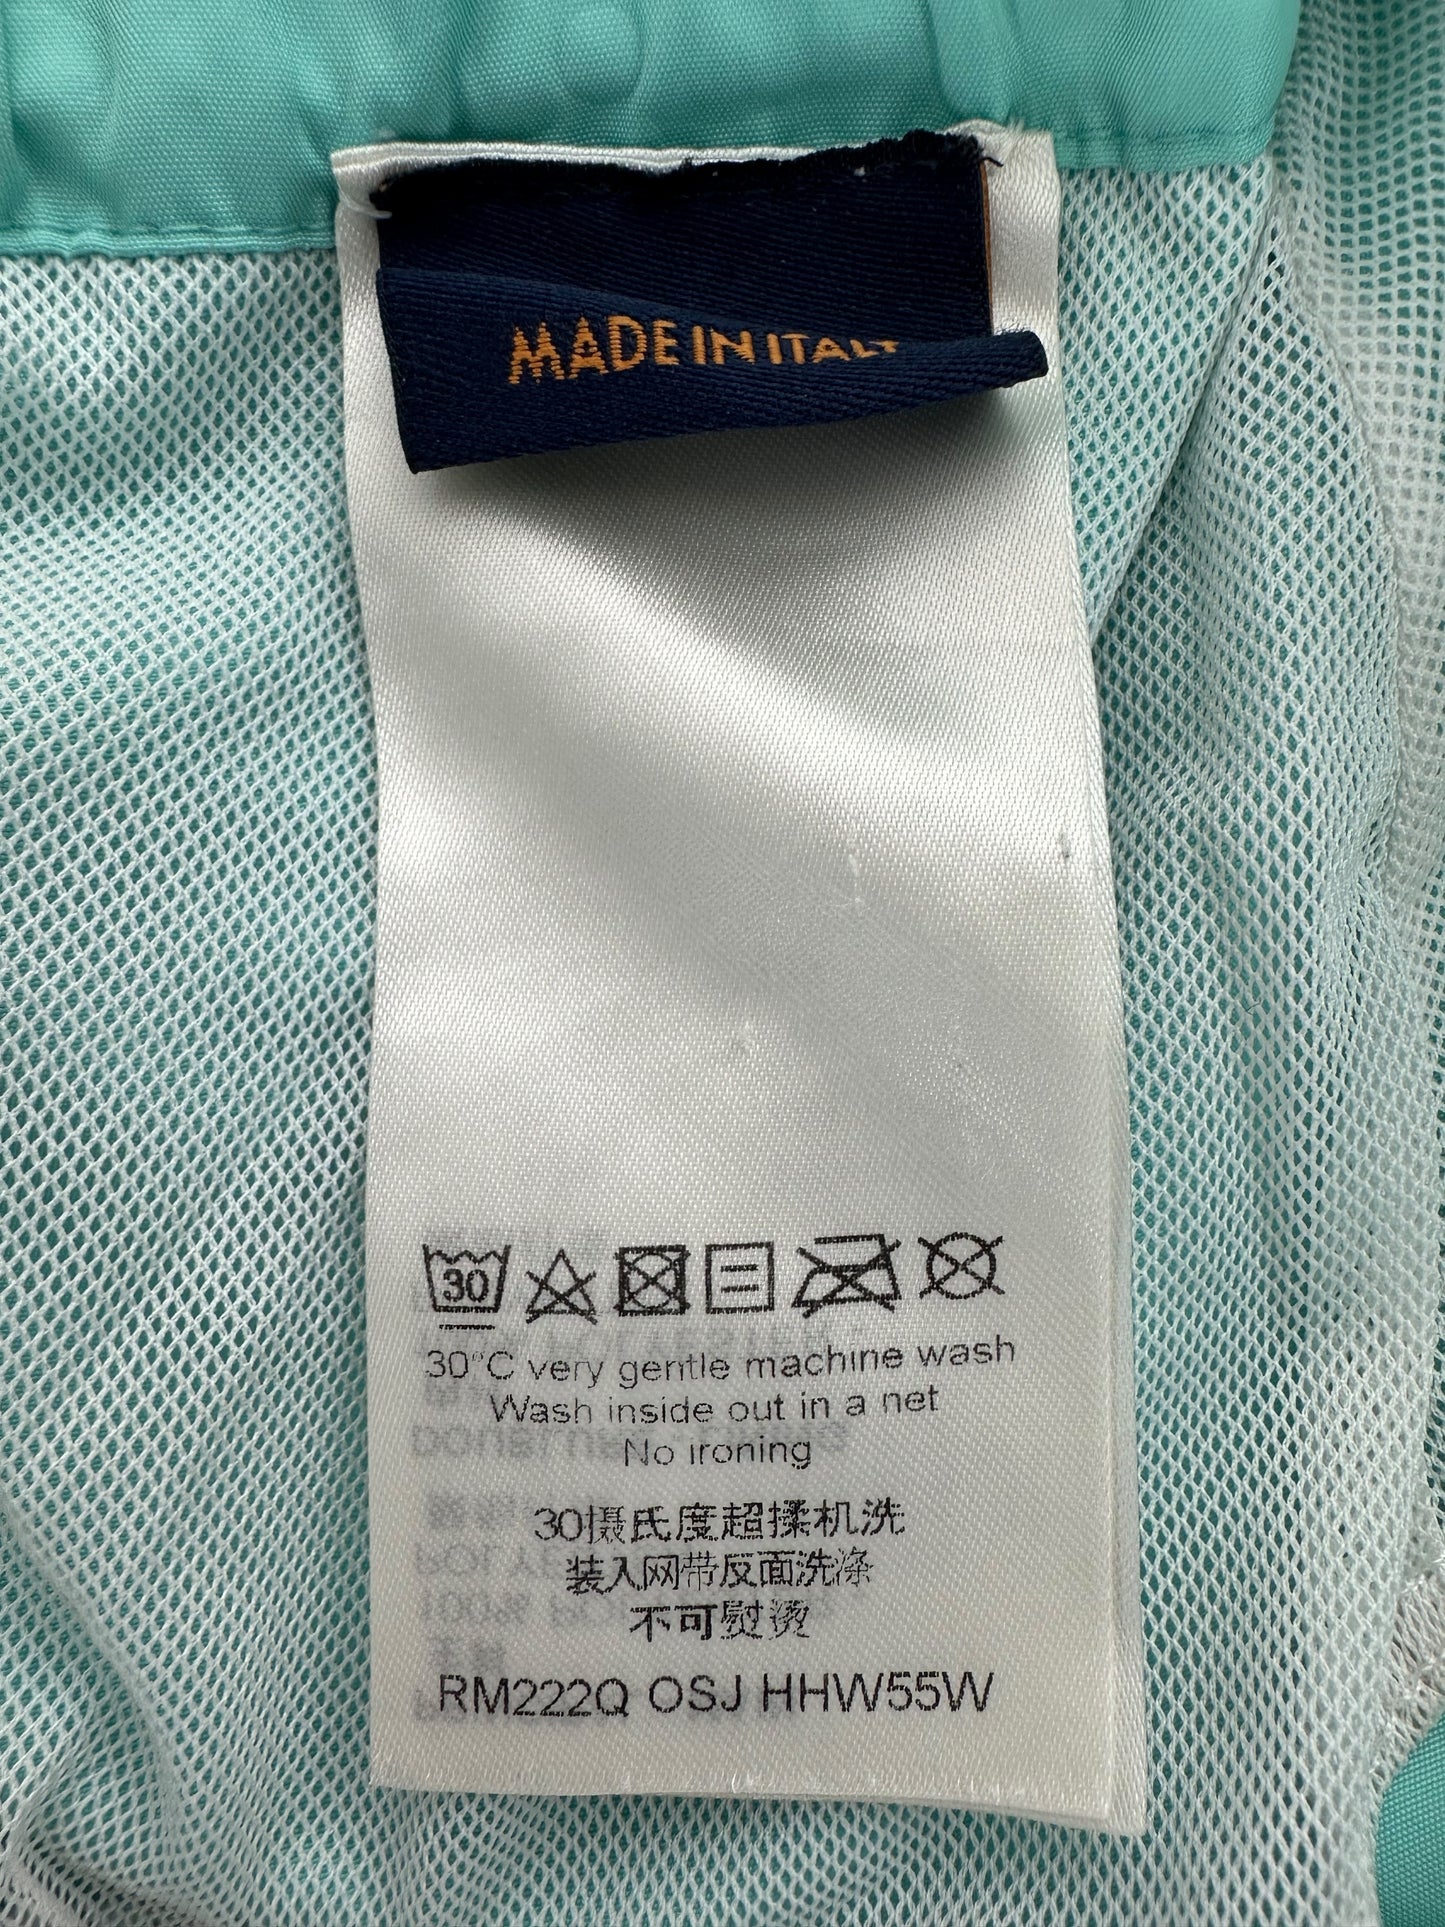 MADE IN ITALY
30
30°C very gentle machine wash
Wash inside out in a net
No ironing
30摄氏度超揉机洗
装入网带反面洗涤
不可熨烫
RM222Q OSJ HHW55W